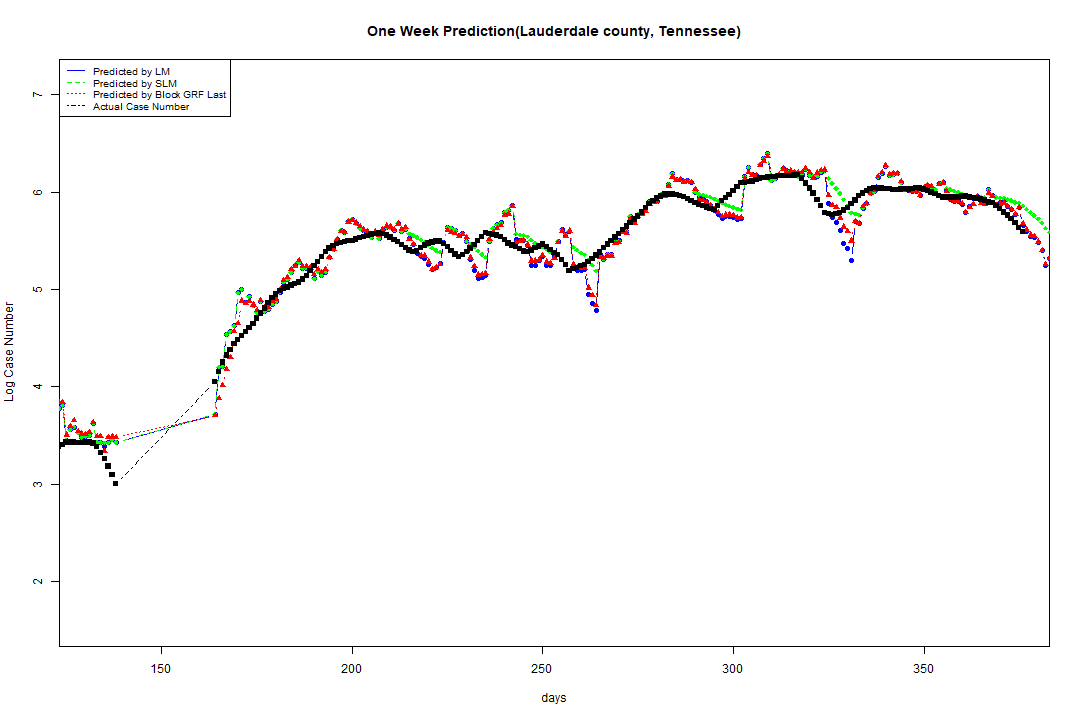 One Week Prediction(Lauderdale county, Tennessee)
Predicted by LM
Predicted by SLM
Predicted by Block GRF Last
Actual Case Number
7
6
5
4
3
2
Log Case Number
150 200 250 300 350
days